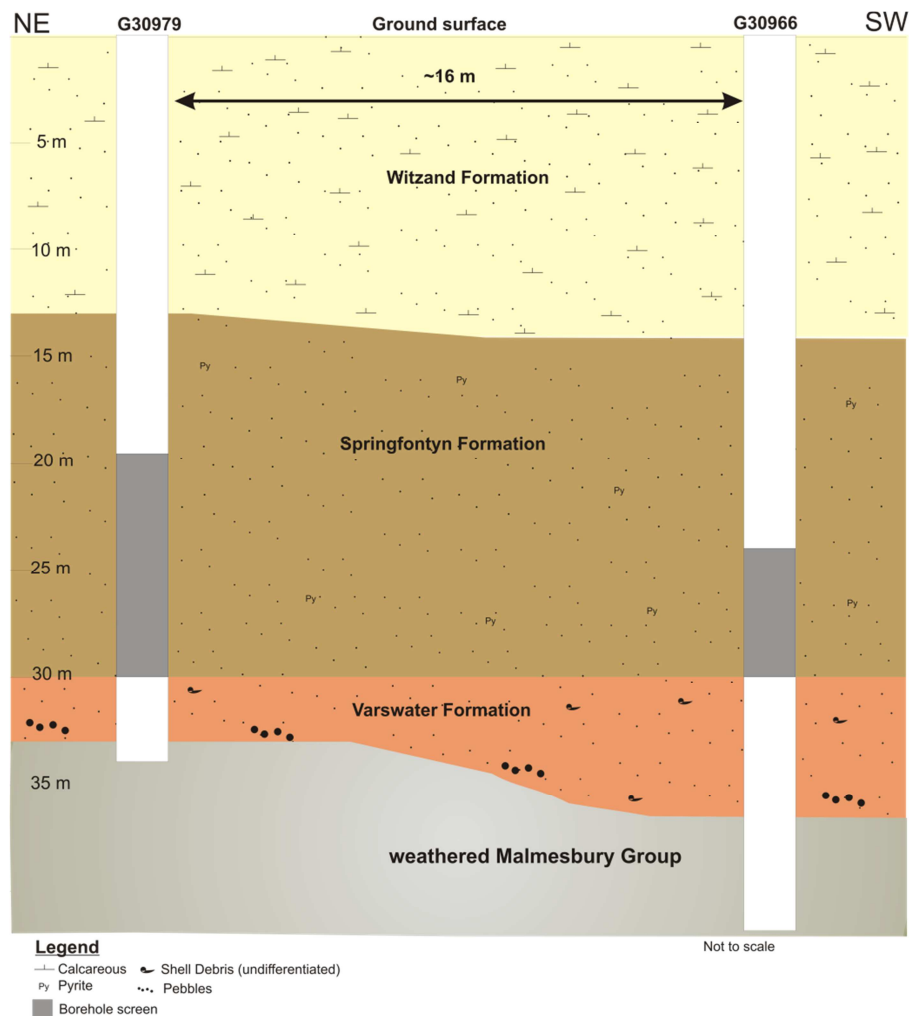 NE G30979 Ground surface G30966 SW
~16 m
5 m
Witzand Formation
10 m
15 m
Py
Py
Py
Springfontyn Formation
20 m
Py
25 m
Py
Py
Py
Py
30 m
Varswater Formation
35 m
weathered Malmesbury Group
Legend
Not to scale
Calcareous Shell Debris (undifferentiated)
Py Pyrite Pebbles
Borehole screen